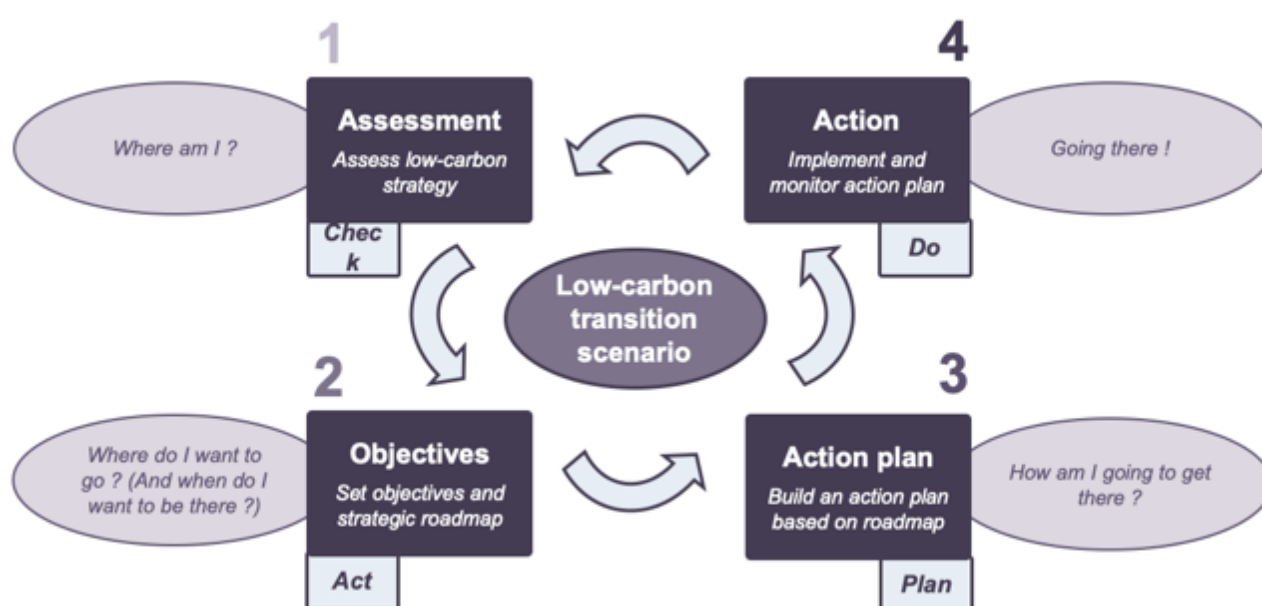 1
Where am I ?
Assessment
Assess low-carbon
strategy
Chec
k
4
Action
Implement and
monitor action plan
Going there !
Do
Low-carbon
transition
scenario
2
Where do I want to
go ? (And when do I
want to be there ?)
Objectives
Set objectives and
strategic roadmap
Act
3
Action plan
Build an action plan
based on roadmap
How am I going to get
there ?
Plan